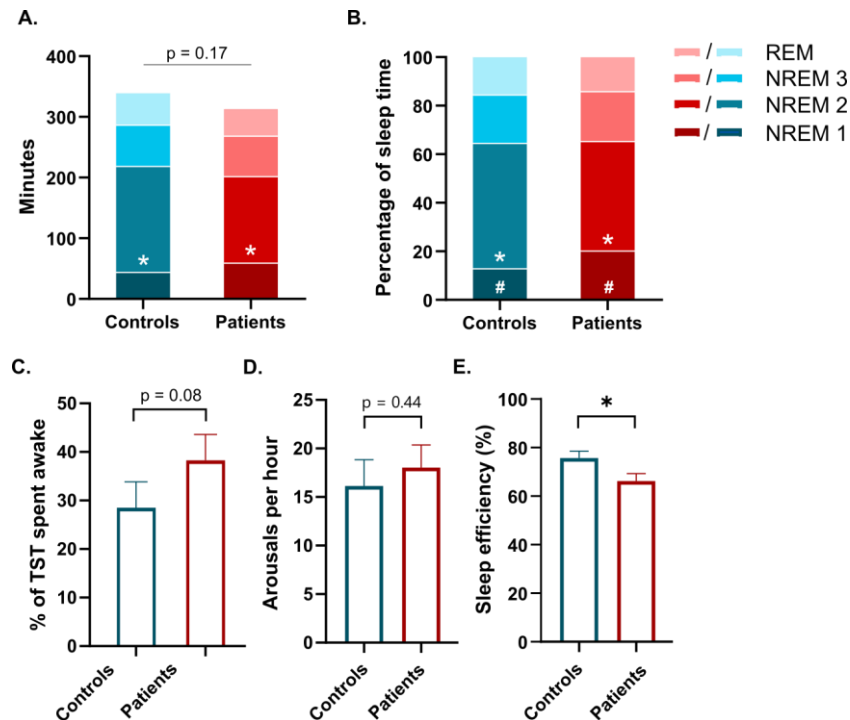 A.
Minutes
400
300
200
100
0
p = 0.17
*
*
Controls
Patients
B.
Percentage of sleep time
100
80
60
40
20
0
*
*
#
#
Controls
Patients
/ REM
/ NREM 3
/ NREM 2
/ NREM 1
C.
% of TST spent awake
50
40
30
20
10
0
p = 0.08
Controls
Patients
D.
Arousals per hour
25
20
15
10
5
0
p = 0.44
Controls
Patients
E.
Sleep efficiency (%)
100
80
60
40
20
0
*
Controls
Patients